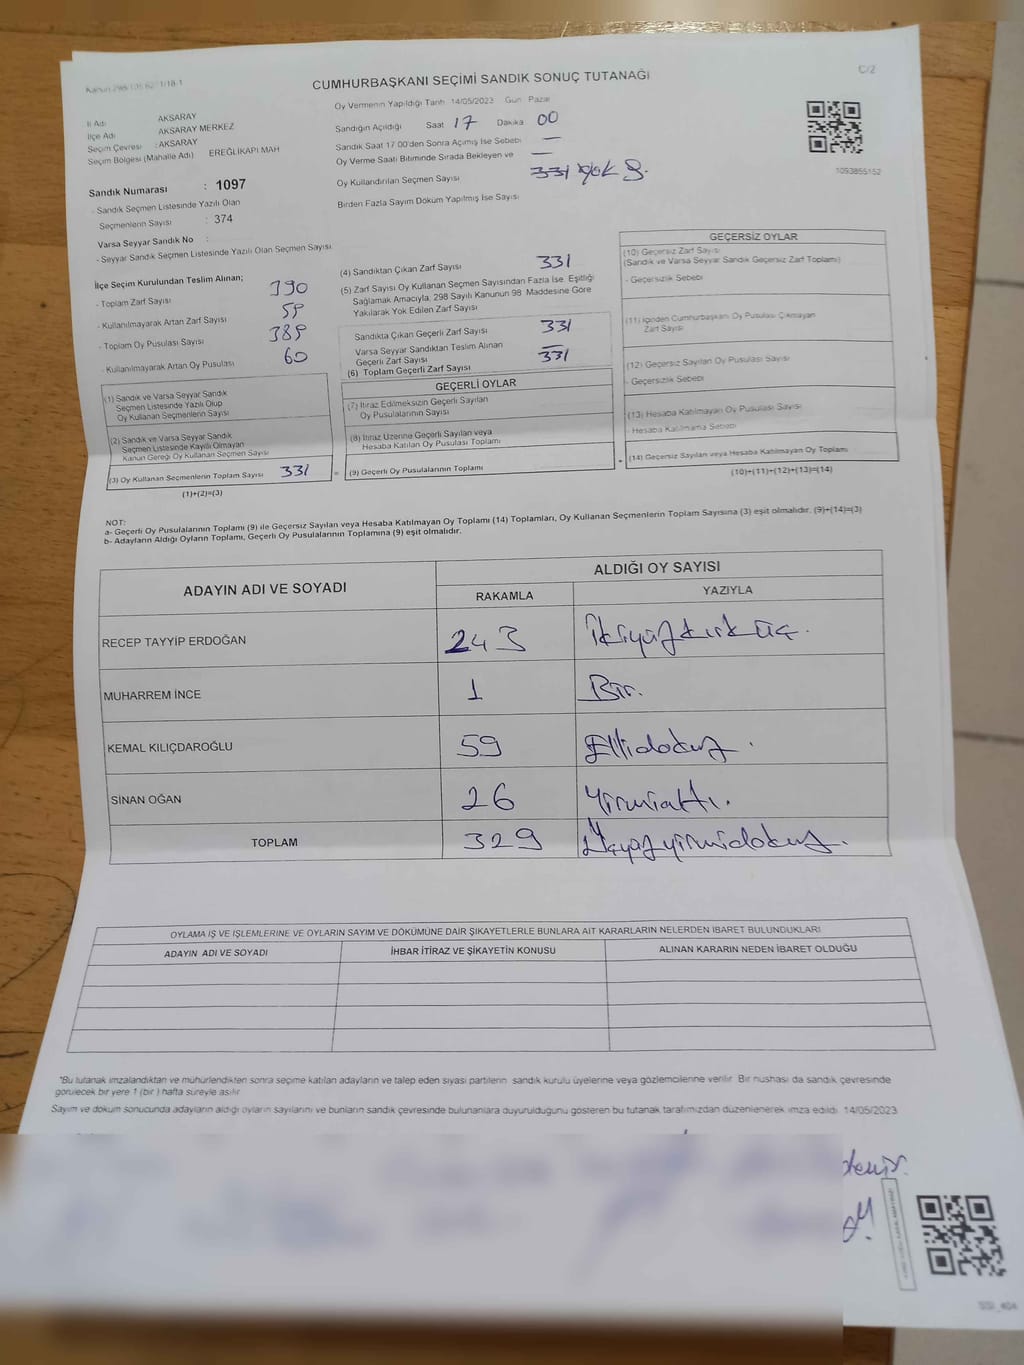 Kanun 298/101.62/1/18-1
C/2
CUMHURBAŞKANI SEÇİMİ SANDIK SONUÇ TUTANAĞI
İl Adı AKSARAY
İlçe Adı AKSARAY MERKEZ
Seçim Çevresi : AKSARAY
Seçim Bölgesi (Mahalle Adı) EREĞLİKAPI MAH
Oy Vermenin Yapıldığı Tarih 14/05/2023 Gün Pazar
Sandığın Açıldığı Saat 17 Dakika 00
Sandık Saat 17 00'den Sonra Açımış İse Sebebi —
Oy Verme Saati Bitiminde Sırada Bekleyen ve —
Oy Kullandırılan Seçmen Sayısı 331
Birden Fazla Sayım Döküm Yapılmış İse Sayısı
1093855152
Sandık Numarası : 1097
- Sandık Seçmen Listesinde Yazılı Olan
Seçmenlerin Sayısı : 374
Varsa Seyyar Sandık No :
- Seyyar Sandık Seçmen Listesinde Yazılı Olan Seçmen Sayısı
İlçe Seçim Kurulundan Teslim Alınan;
- Toplam Zarf Sayısı 390
- Kullanılmayarak Artan Zarf Sayısı 59
- Toplam Oy Pusulası Sayısı 389
- Kullanılmayarak Artan Oy Pusulası 60
(1) Sandık ve Varsa Seyyar Sandık
Seçmen Listesinde Yazılı Olup
Oy Kullanan Seçmenlerin Sayısı
(2) Sandık ve Varsa Seyyar Sandık
Seçmen Listesinde Kayıtlı Olmayan
Kanun Gereği Oy Kullanan Seçmen Sayısı
(3) Oy Kullanan Seçmenlerin Toplam Sayısı 331
(1)+(2)=(3)
(4) Sandıktan Çıkan Zarf Sayısı 331
(5) Zarf Sayısı Oy Kullanan Seçmen Sayısından Fazla İse. Eşitliği
Sağlamak Amacıyla, 298 Sayılı Kanunun 98 Maddesine Göre
Yakılarak Yok Edilen Zarf Sayısı
Sandıkta Çıkan Geçerli Zarf Sayısı 331
Varsa Seyyar Sandıktan Teslim Alınan
Geçerli Zarf Sayısı —
(6) Toplam Geçerli Zarf Sayısı 331
GEÇERLİ OYLAR
(7) İtiraz Edilmeksizin Geçerli Sayılan
Oy Pusulalarının Sayısı
(8) İtiraz Üzerine Geçerli Sayılan veya
Hesaba Katılan Oy Pusulası Toplamı
= (9) Geçerli Oy Pusulalarının Toplamı
GEÇERSİZ OYLAR
(10) Geçersiz Zarf Sayısı
(Sandık ve Varsa Seyyar Sandık Geçersiz Zarf Toplamı)
- Geçersizlik Sebebi
(11) İçinden Cumhurbaşkanı Oy Pusulası Çıkmayan
Zarf Sayısı
(12) Geçersiz Sayılan Oy Pusulası Sayısı
- Geçersizlik Sebebi
(13) Hesaba Katılmayan Oy Pusulası Sayısı
- Hesaba Katılmama Sebebi
+ (14) Geçersiz Sayılan veya Hesaba Katılmayan Oy Toplamı
(10)+(11)+(12)+(13)=(14)
NOT:
a- Geçerli Oy Pusulalarının Toplamı (9) ile Geçersiz Sayılan veya Hesaba Katılmayan Oy Toplamı (14) Toplamları, Oy Kullanan Seçmenlerin Toplam Sayısına (3) eşit olmalıdır. (9)+(14)=(3)
b- Adayların Aldığı Oyların Toplamı, Geçerli Oy Pusulalarının Toplamına (9) eşit olmalıdır.
ADAYIN ADI VE SOYADI ALDIĞI OY SAYISI
RAKAMLA YAZIYLA
RECEP TAYYİP ERDOĞAN 243 İkiyüzkırküç.
MUHARREM İNCE 1 Bir.
KEMAL KILIÇDAROĞLU 59 Ellidokuz.
SİNAN OĞAN 26 Yirmialtı.
TOPLAM 329 Üçyüzyirmidokuz.
OYLAMA İŞ VE İŞLEMLERİNE VE OYLARIN SAYIM VE DÖKÜMÜNE DAİR ŞİKAYETLERLE BUNLARA AİT KARARLARIN NELERDEN İBARET BULUNDUKLARI
ADAYIN ADI VE SOYADI İHBAR İTİRAZ VE ŞİKAYETİN KONUSU ALINAN KARARIN NEDEN İBARET OLDUĞU
*Bu tutanak imzalandıktan ve mühürlendikten sonra seçime katılan adayların ve talep eden siyasi partilerin sandık kurulu üyelerine veya gözlemcilerine verilir. Bir nüshası da sandık çevresinde
görülecek bir yere 1 (bir ) hafta süreyle asılır.
Sayım ve döküm sonucunda adayların aldığı oyların sayılarını ve bunların sandık çevresinde bulunanlara duyurulduğunu gösteren bu tutanak tarafımızdan düzenlenerek imza edildi. 14/05/2023